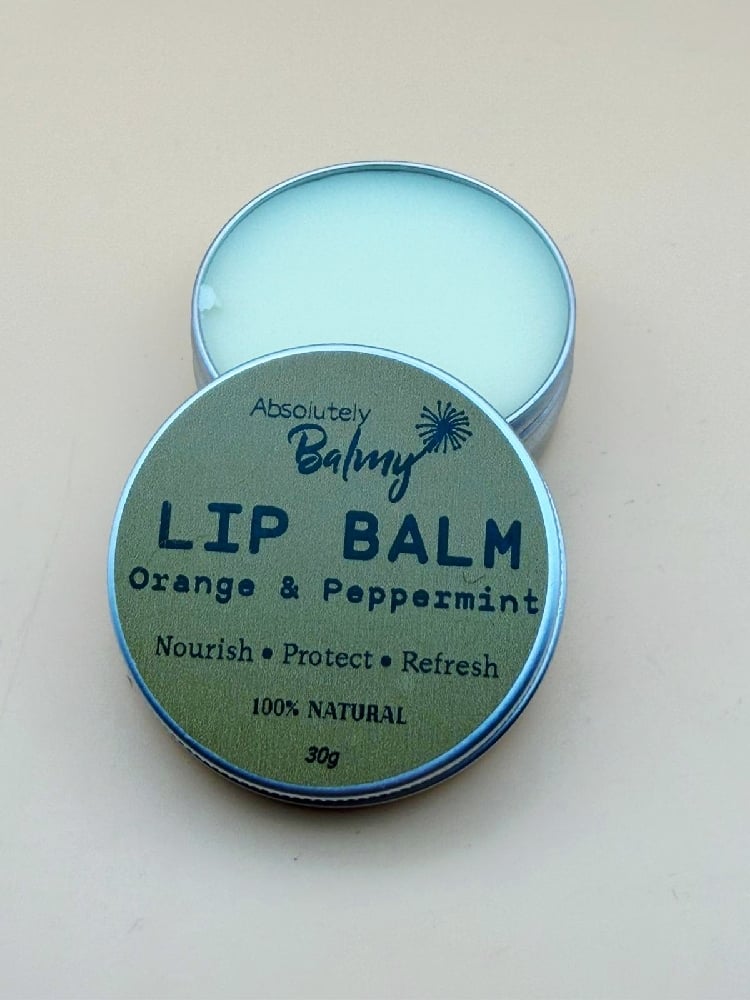 Absolutely
Balmy
LIP BALM
Orange & Peppermint
Nourish • Protect • Refresh
100% NATURAL
30g